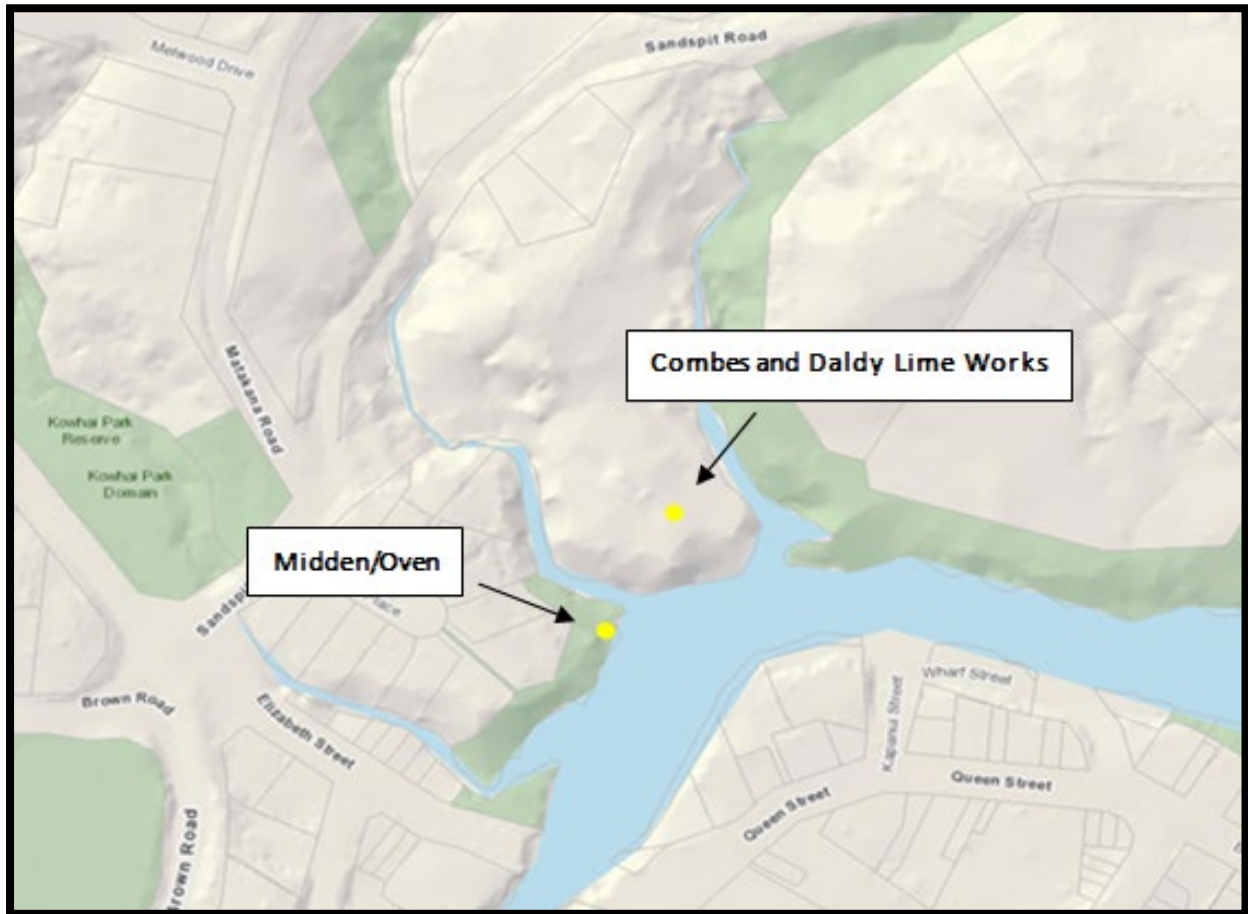 Metwood Drive
Sandspit Road
Combes and Daldy Lime Works
Matakana Road
Kowhai Park
Reserve
Kowhai Park
Domain
Midden/Oven
Place
Brown Road
Elizabeth Street
Wharf Street
Kapanui Street
Queen Street
Queen Street
Brown Road